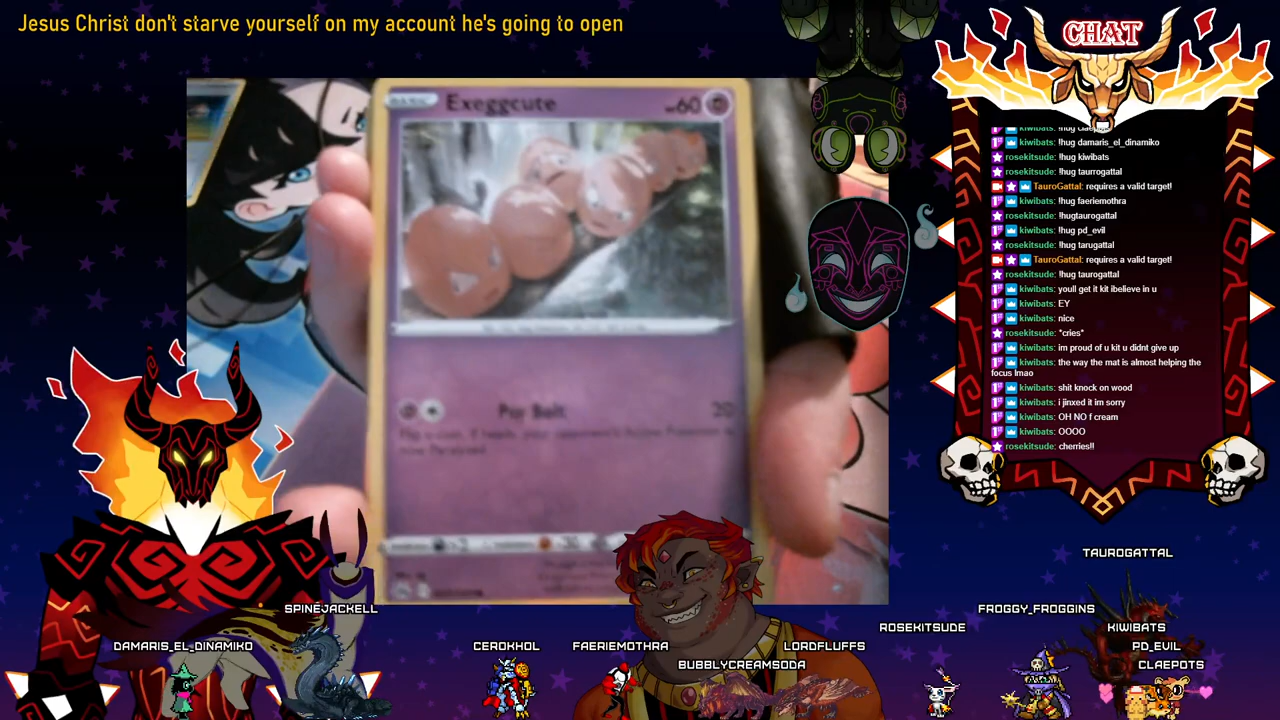 Jesus Christ don't starve yourself on my account he's going to open
CHAT
kiwibats: !hug claepots
kiwibats: !hug damaris_el_dinamiko
rosekitsude: !hug kiwibats
rosekitsude: !hug taurrogattal
TauroGattal: requires a valid target!
kiwibats: !hug faeriemothra
rosekitsude: !hugtaurogattal
kiwibats: !hug pd_evil
rosekitsude: !hug tarugattal
TauroGattal: requires a valid target!
rosekitsude: !hug taurogattal
kiwibats: youll get it kit ibelieve in u
kiwibats: EY
kiwibats: nice
rosekitsude: *cries*
kiwibats: im proud of u kit u didnt give up
kiwibats: the way the mat is almost helping the
focus lmao
kiwibats: shit knock on wood
kiwibats: i jinxed it im sorry
kiwibats: OH NO f cream
kiwibats: OOOO
rosekitsude: cherries!!
Exeggcute 60
Psy Bolt 20
TAUROGATTAL
SPINEJACKELL
FROGGY_FROGGINS
ROSEKITSUDE
KIWIBATS
DAMARIS_EL_DINAMIKO
CEROKHOL
FAERIEMOTHRA
LORDFLUFFS
PD_EVIL
BUBBLYCREAMSODA
CLAEPOTS